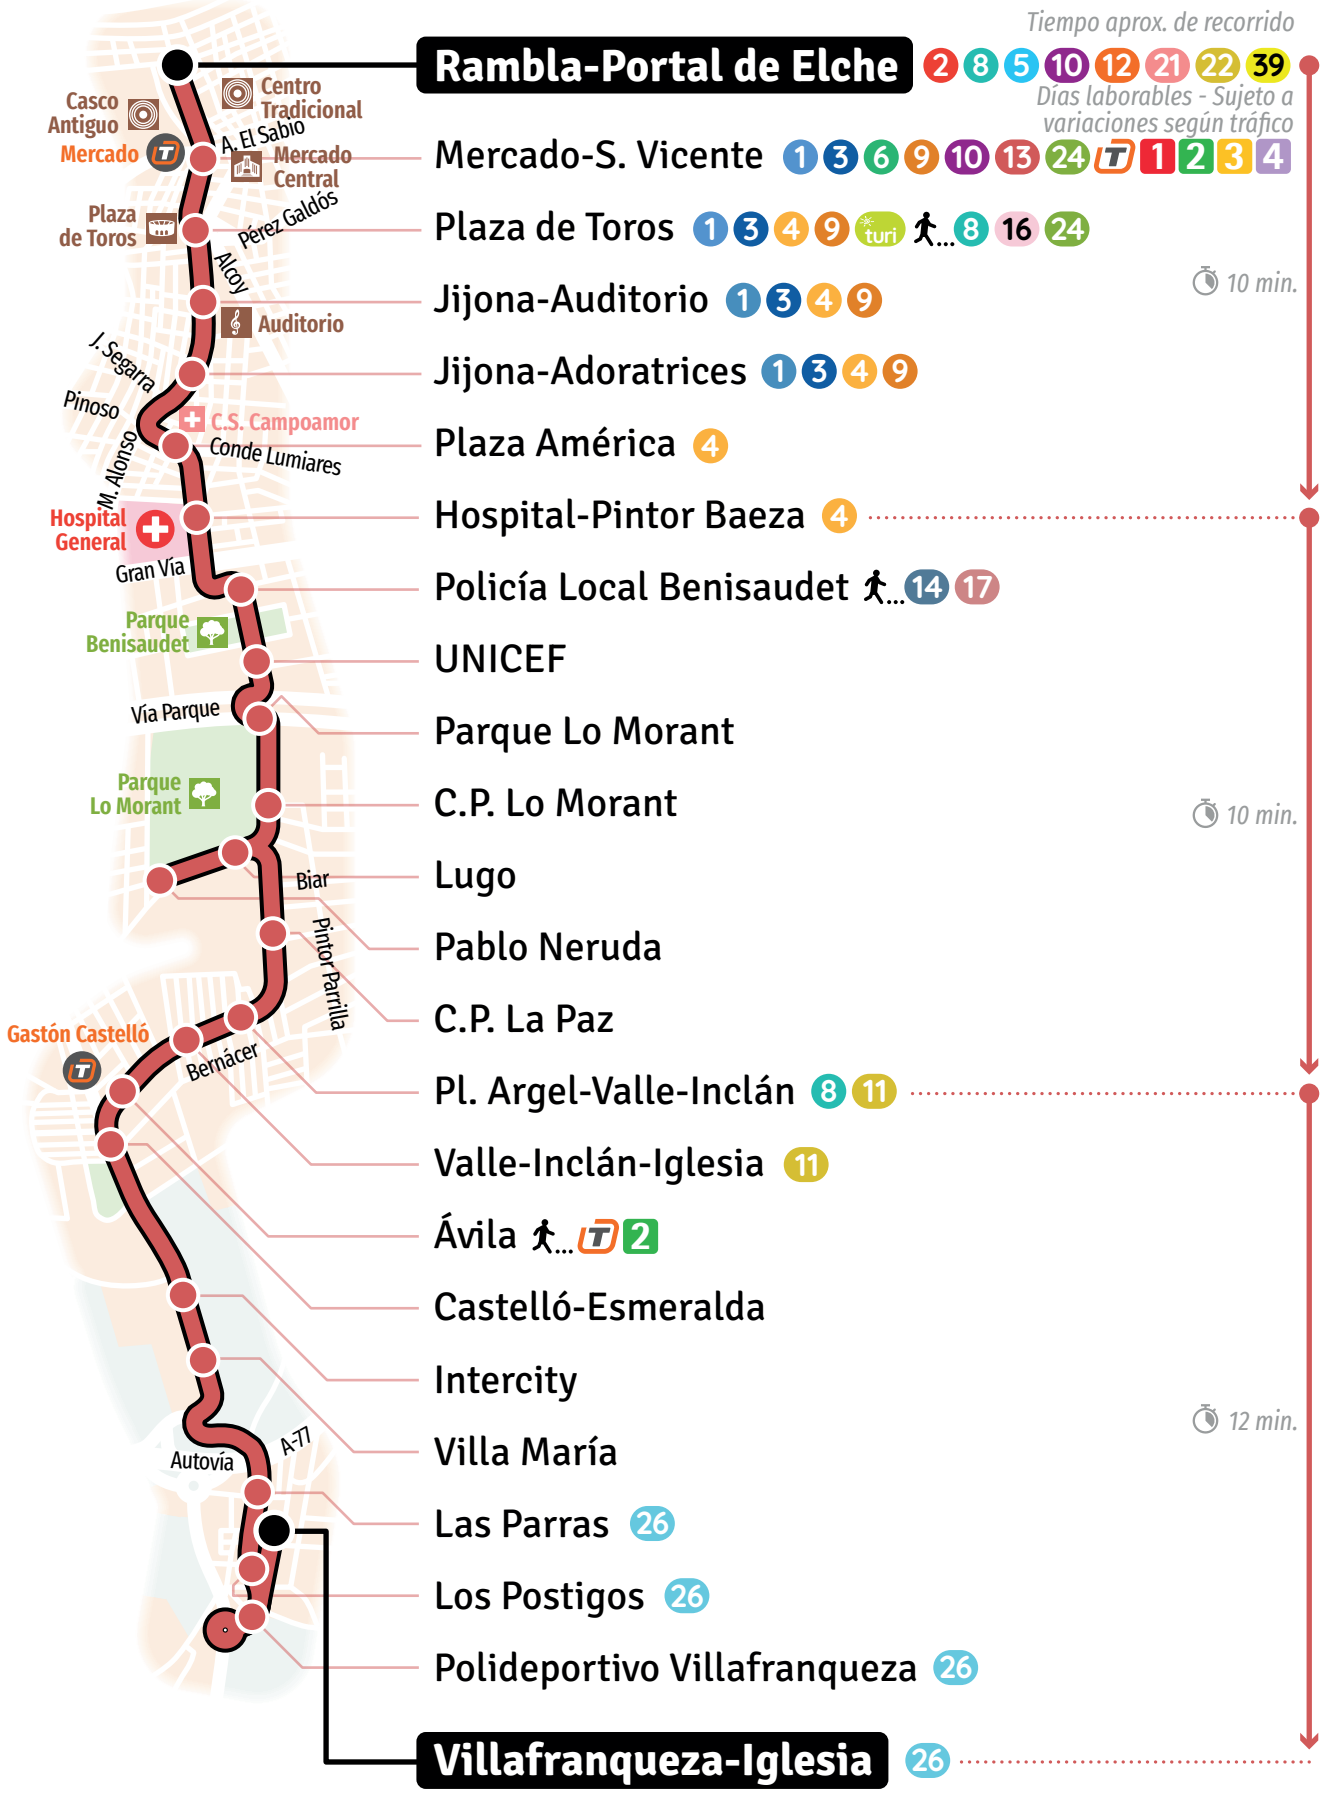 Tiempo aprox. de recorrido
Rambla-Portal de Elche 2 8 5 10 12 21 22 39
Días laborables - Sujeto a
variaciones según tráfico
Mercado-S. Vicente 1 3 6 9 10 13 24 T 1 2 3 4
Plaza de Toros 1 3 4 9 turi ... 8 16 24
10 min.
Jijona-Auditorio 1 3 4 9
Jijona-Adoratrices 1 3 4 9
Plaza América 4
Hospital-Pintor Baeza 4
Policía Local Benisaudet ... 14 17
UNICEF
Parque Lo Morant
C.P. Lo Morant
10 min.
Lugo
Pablo Neruda
C.P. La Paz
Pl. Argel-Valle-Inclán 8 11
Valle-Inclán-Iglesia 11
Ávila ... T 2
Castelló-Esmeralda
Intercity
12 min.
Villa María
Las Parras 26
Los Postigos 26
Polideportivo Villafranqueza 26
Villafranqueza-Iglesia 26
Centro
Tradicional
Casco
Antiguo
Mercado T
A. El Sabio
Mercado
Central
Plaza
de Toros
Pérez Galdós
Alcoy
Auditorio
J. Segarra
Pinoso
C.S. Campoamor
Conde Lumiares
M. Alonso
Hospital
General
Gran Vía
Parque
Benisaudet
Vía Parque
Parque
Lo Morant
Biar
Pintor Parrilla
Gastón Castelló
T
Bernácer
Autovía
A-77